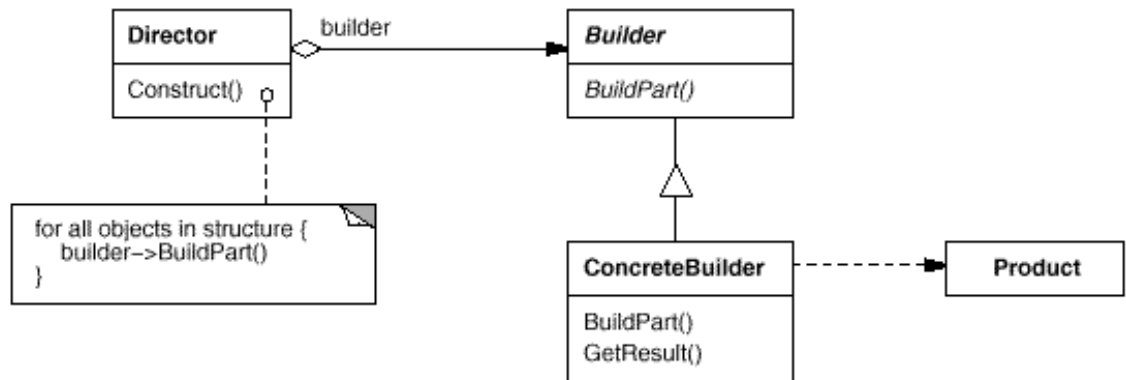 Director
Construct()
builder
Builder
BuildPart()
for all objects in structure {
builder->BuildPart()
}
ConcreteBuilder
BuildPart()
GetResult()
Product